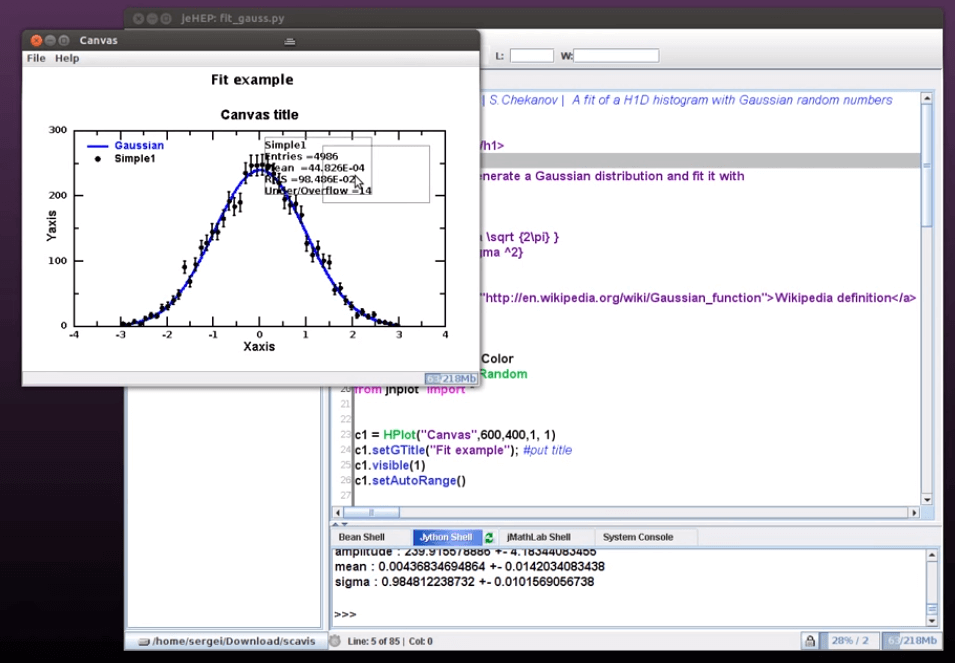 jeHEP: fit_gauss.py
Canvas
File Help
L: W:
Fit example
Canvas title
| S.Chekanov | A fit of a H1D histogram with Gaussian random numbers
/h1>
enerate a Gaussian distribution and fit it with
\sqrt {2\pi} }
gma ^2}
"http://en.wikipedia.org/wiki/Gaussian_function">Wikipedia definition</a>
Color
Random
Gaussian
Simple1
Simple1
Entries =4986
Mean =44.826E-04
RMS =98.486E-02
Under/Overflow =14
300
200
100
0
Yaxis
-4 -3 -2 -1 0 1 2 3 4
Xaxis
63/218Mb
20 from jhplot import *
21
22
23 c1 = HPlot("Canvas",600,400,1, 1)
24 c1.setGTitle("Fit example"); #put title
25 c1.visible(1)
26 c1.setAutoRange()
27
Bean Shell Jython Shell jMathLab Shell System Console
amplitude : 239.915578886 +- 4.18344083455
mean : 0.00436834694864 +- 0.0142034083438
sigma : 0.984812238732 +- 0.0101569056738
>>>
/home/sergei/Download/scavis Line: 5 of 85 | Col: 0 28% / 2 63/218Mb